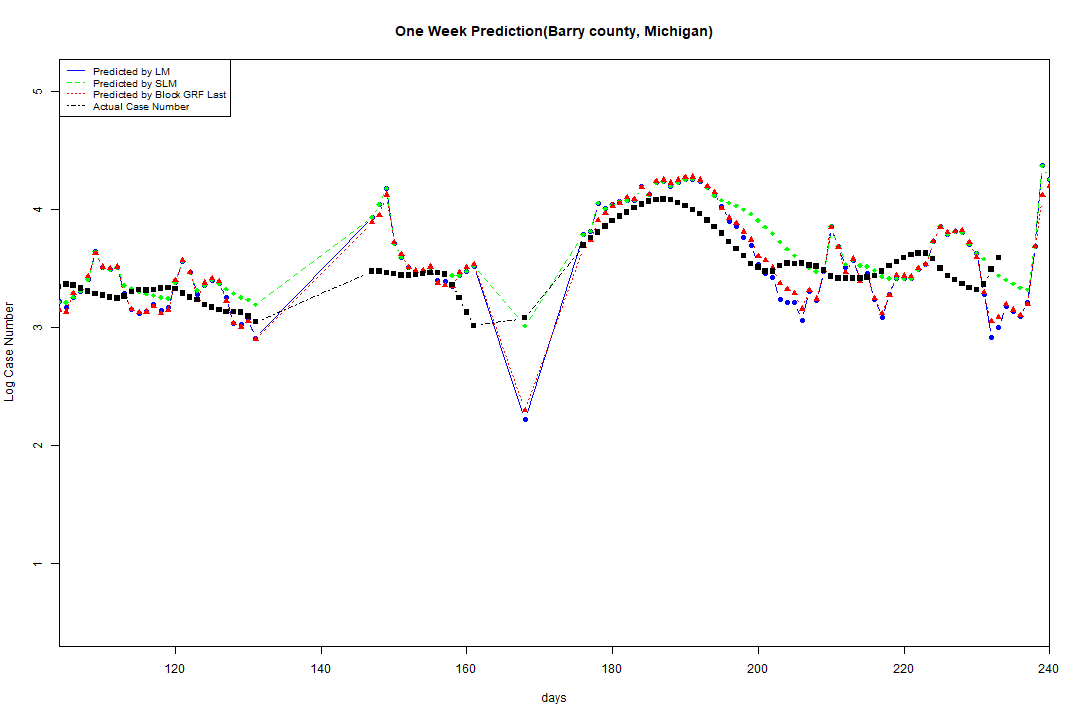 One Week Prediction(Barry county, Michigan)
Predicted by LM
Predicted by SLM
Predicted by Block GRF Last
Actual Case Number
5
4
3
2
1
Log Case Number
120 140 160 180 200 220 240
days